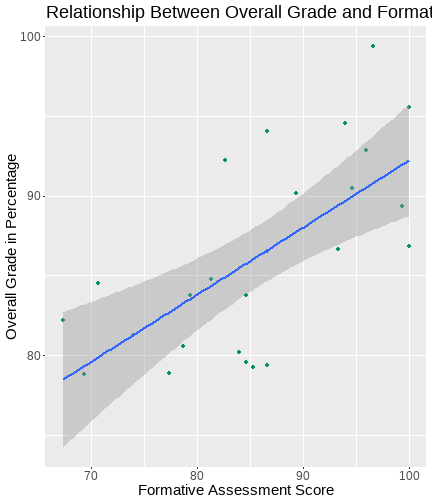 Relationship Between Overall Grade and Format
100
90
80
Overall Grade in Percentage
70 80 90 100
Formative Assessment Score